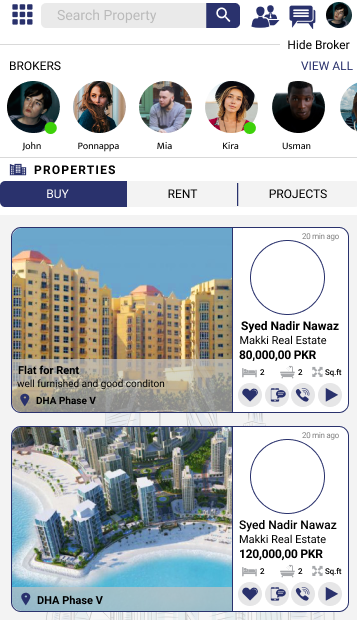 Search Property
Hide Broker
BROKERS
VIEW ALL
John
Ponnappa
Mia
Kira
Usman
PROPERTIES
BUY
RENT
PROJECTS
20 min ago
Syed Nadir Nawaz
Makki Real Estate
80,000,00 PKR
2
2
Sq.ft
Flat for Rent
well furnished and good conditon
DHA Phase V
20 min ago
Syed Nadir Nawaz
Makki Real Estate
120,000,00 PKR
2
2
Sq.ft
DHA Phase V